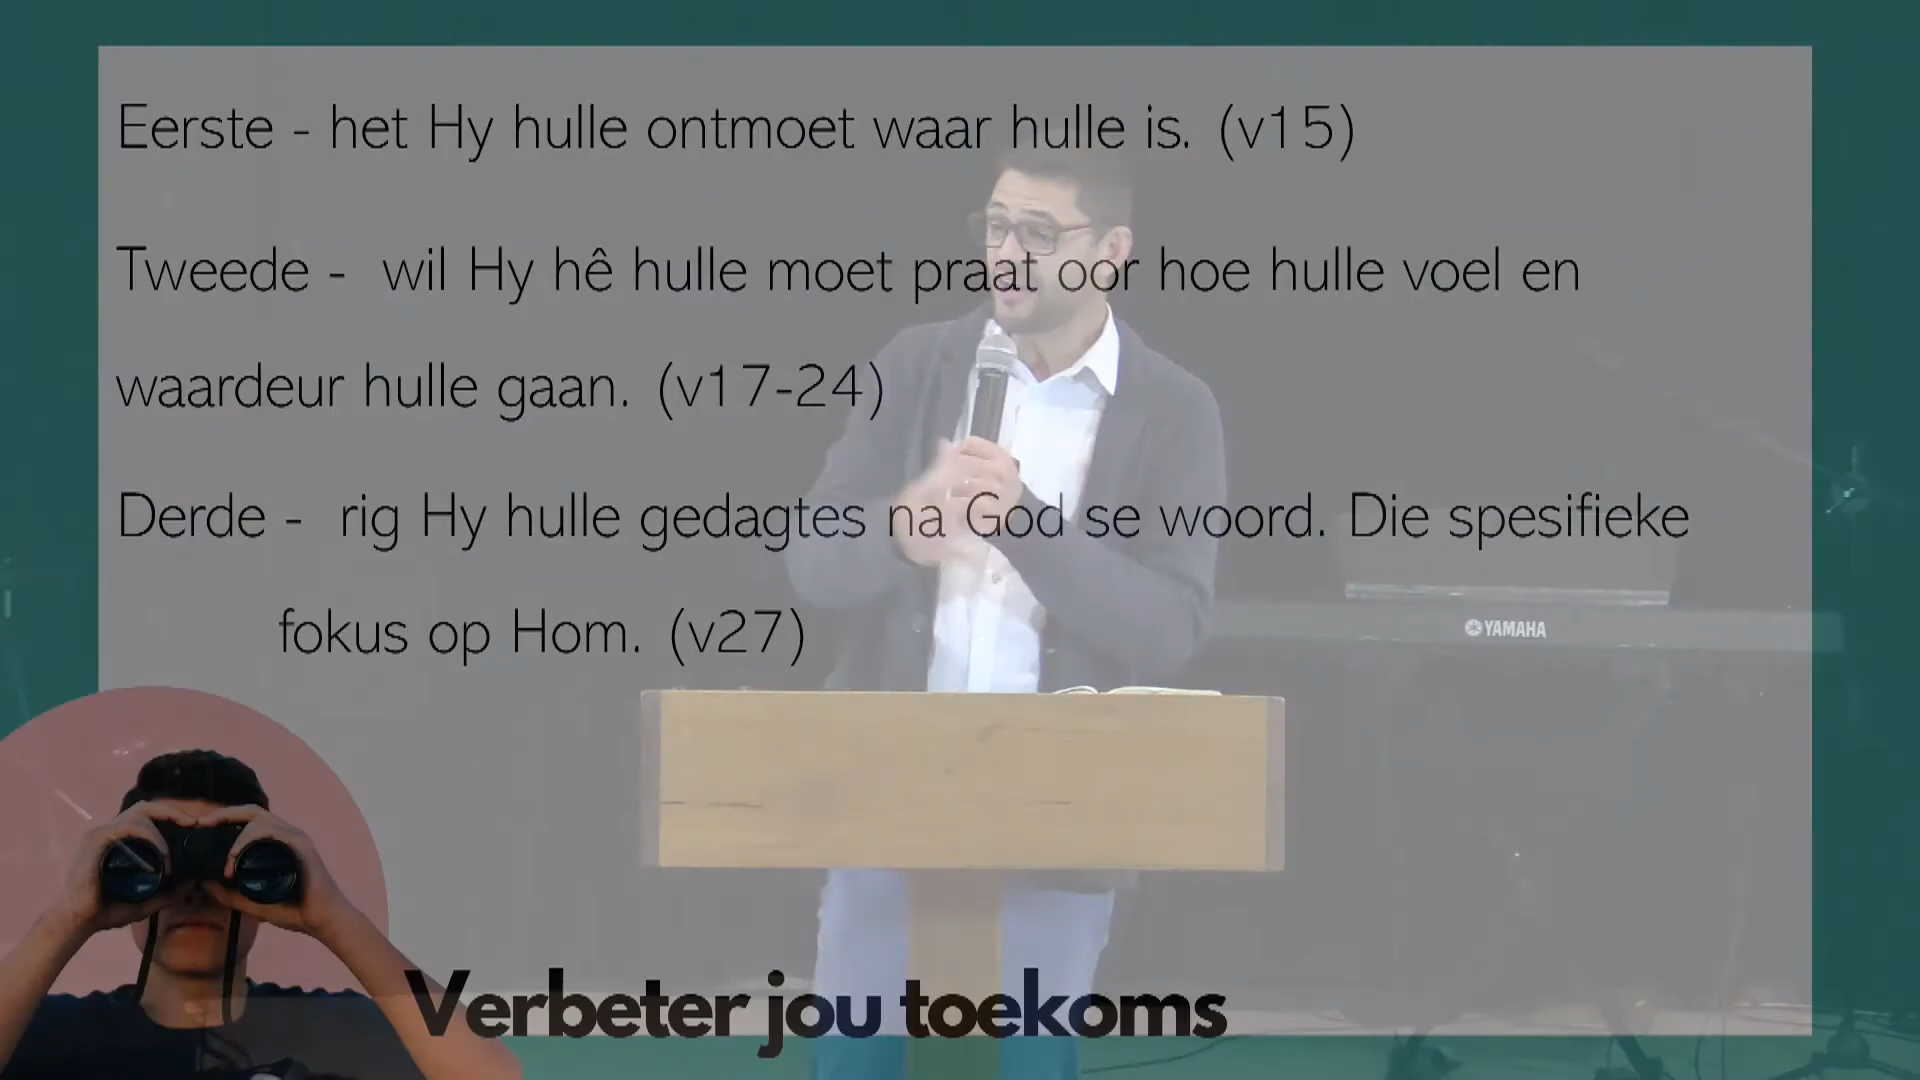 Eerste - het Hy hulle ontmoet waar hulle is. (v15)
Tweede - wil Hy hê hulle moet praat oor hoe hulle voel en
waardeur hulle gaan. (v17-24)
Derde - rig Hy hulle gedagtes na God se woord. Die spesifieke
fokus op Hom. (v27)
YAMAHA
Verbeter jou toekoms